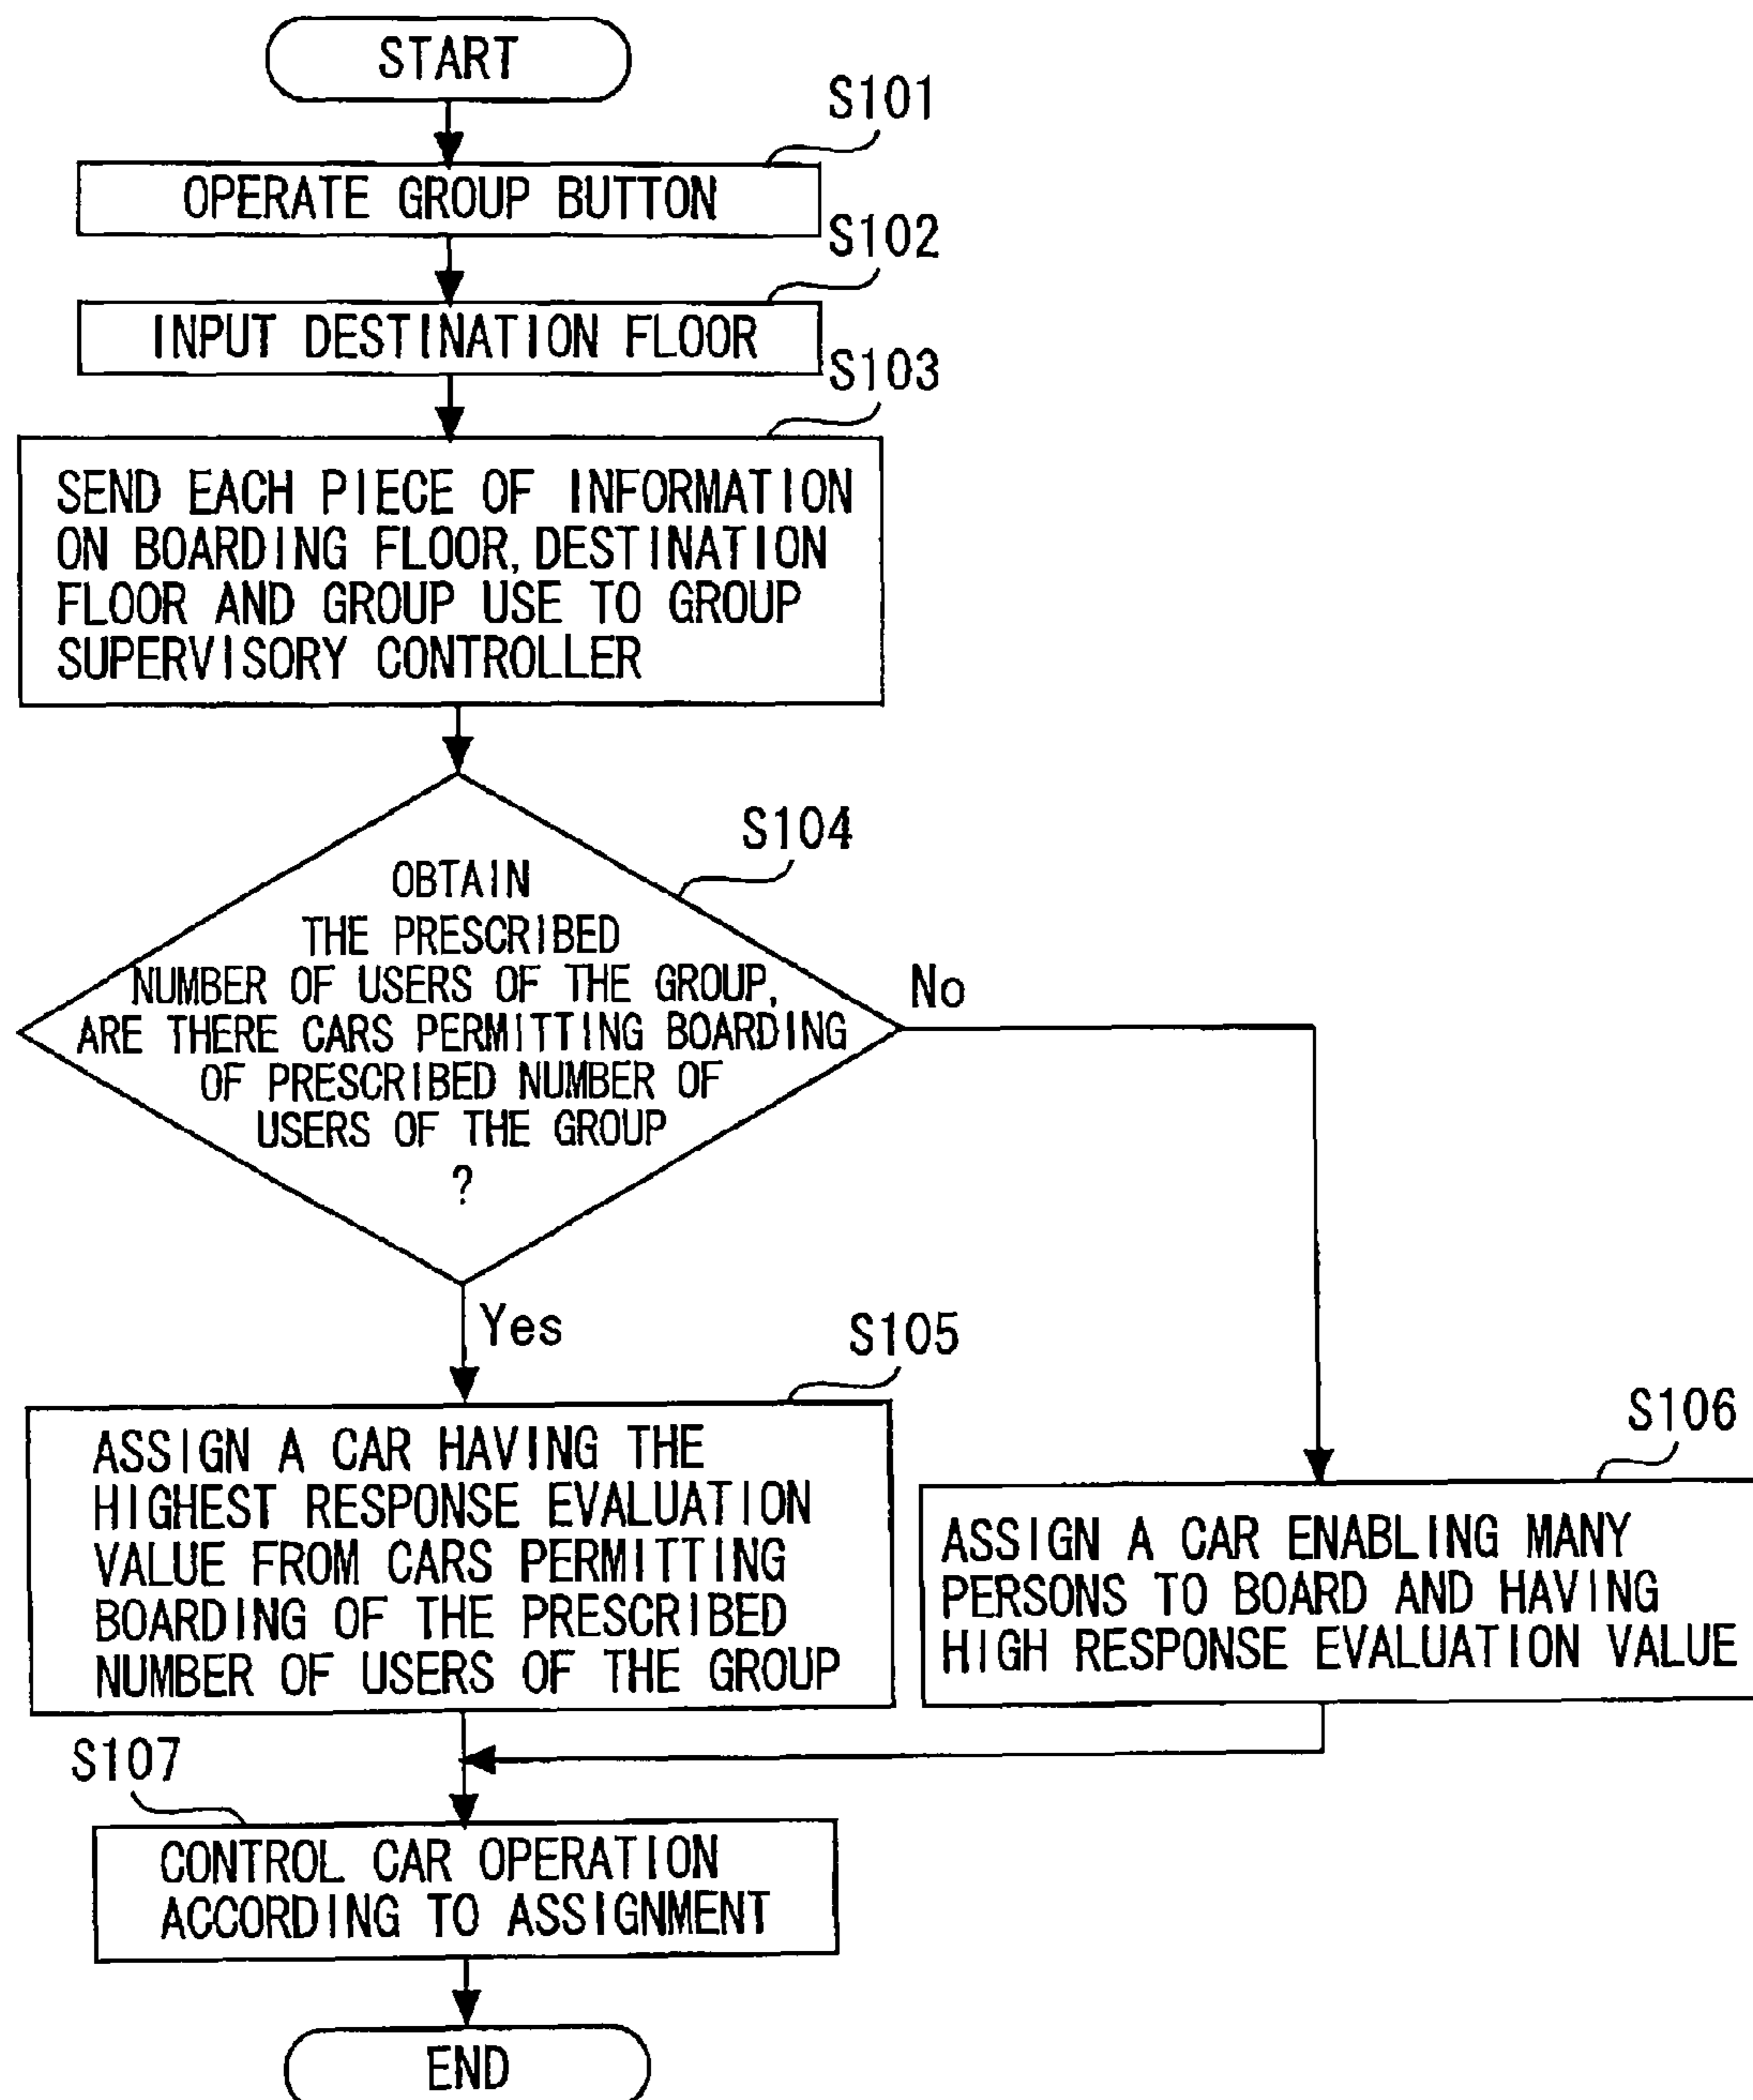 START
S101
OPERATE GROUP BUTTON
S102
INPUT DESTINATION FLOOR
S103
SEND EACH PIECE OF INFORMATION
ON BOARDING FLOOR, DESTINATION
FLOOR AND GROUP USE TO GROUP
SUPERVISORY CONTROLLER
S104
OBTAIN
THE PRESCRIBED
NUMBER OF USERS OF THE GROUP,
ARE THERE CARS PERMITTING BOARDING
OF PRESCRIBED NUMBER OF
USERS OF THE GROUP
?
No
Yes
S105
ASSIGN A CAR HAVING THE
HIGHEST RESPONSE EVALUATION
VALUE FROM CARS PERMITTING
BOARDING OF THE PRESCRIBED
NUMBER OF USERS OF THE GROUP
S106
ASSIGN A CAR ENABLING MANY
PERSONS TO BOARD AND HAVING
HIGH RESPONSE EVALUATION VALUE
S107
CONTROL CAR OPERATION
ACCORDING TO ASSIGNMENT
END